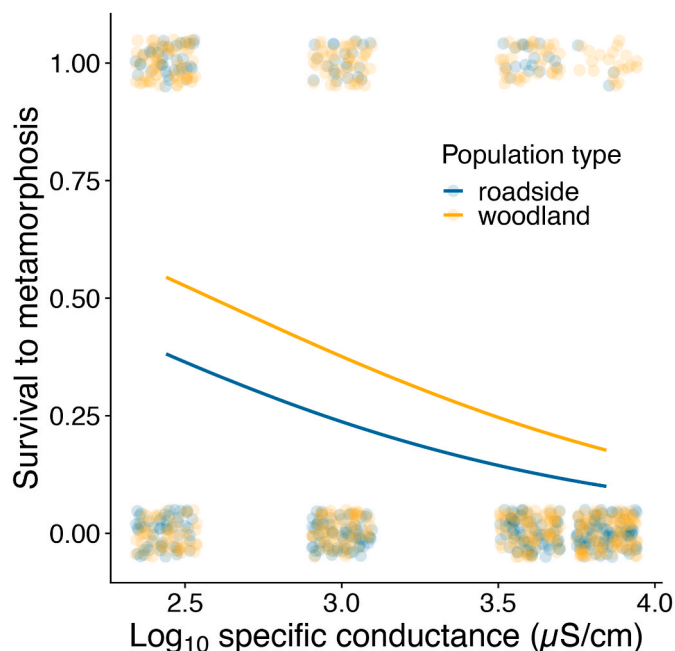 Survival to metamorphosis
1.00
0.75
0.50
0.25
0.00
Population type
roadside
woodland
2.5 3.0 3.5 4.0
Log₁₀ specific conductance (μS/cm)